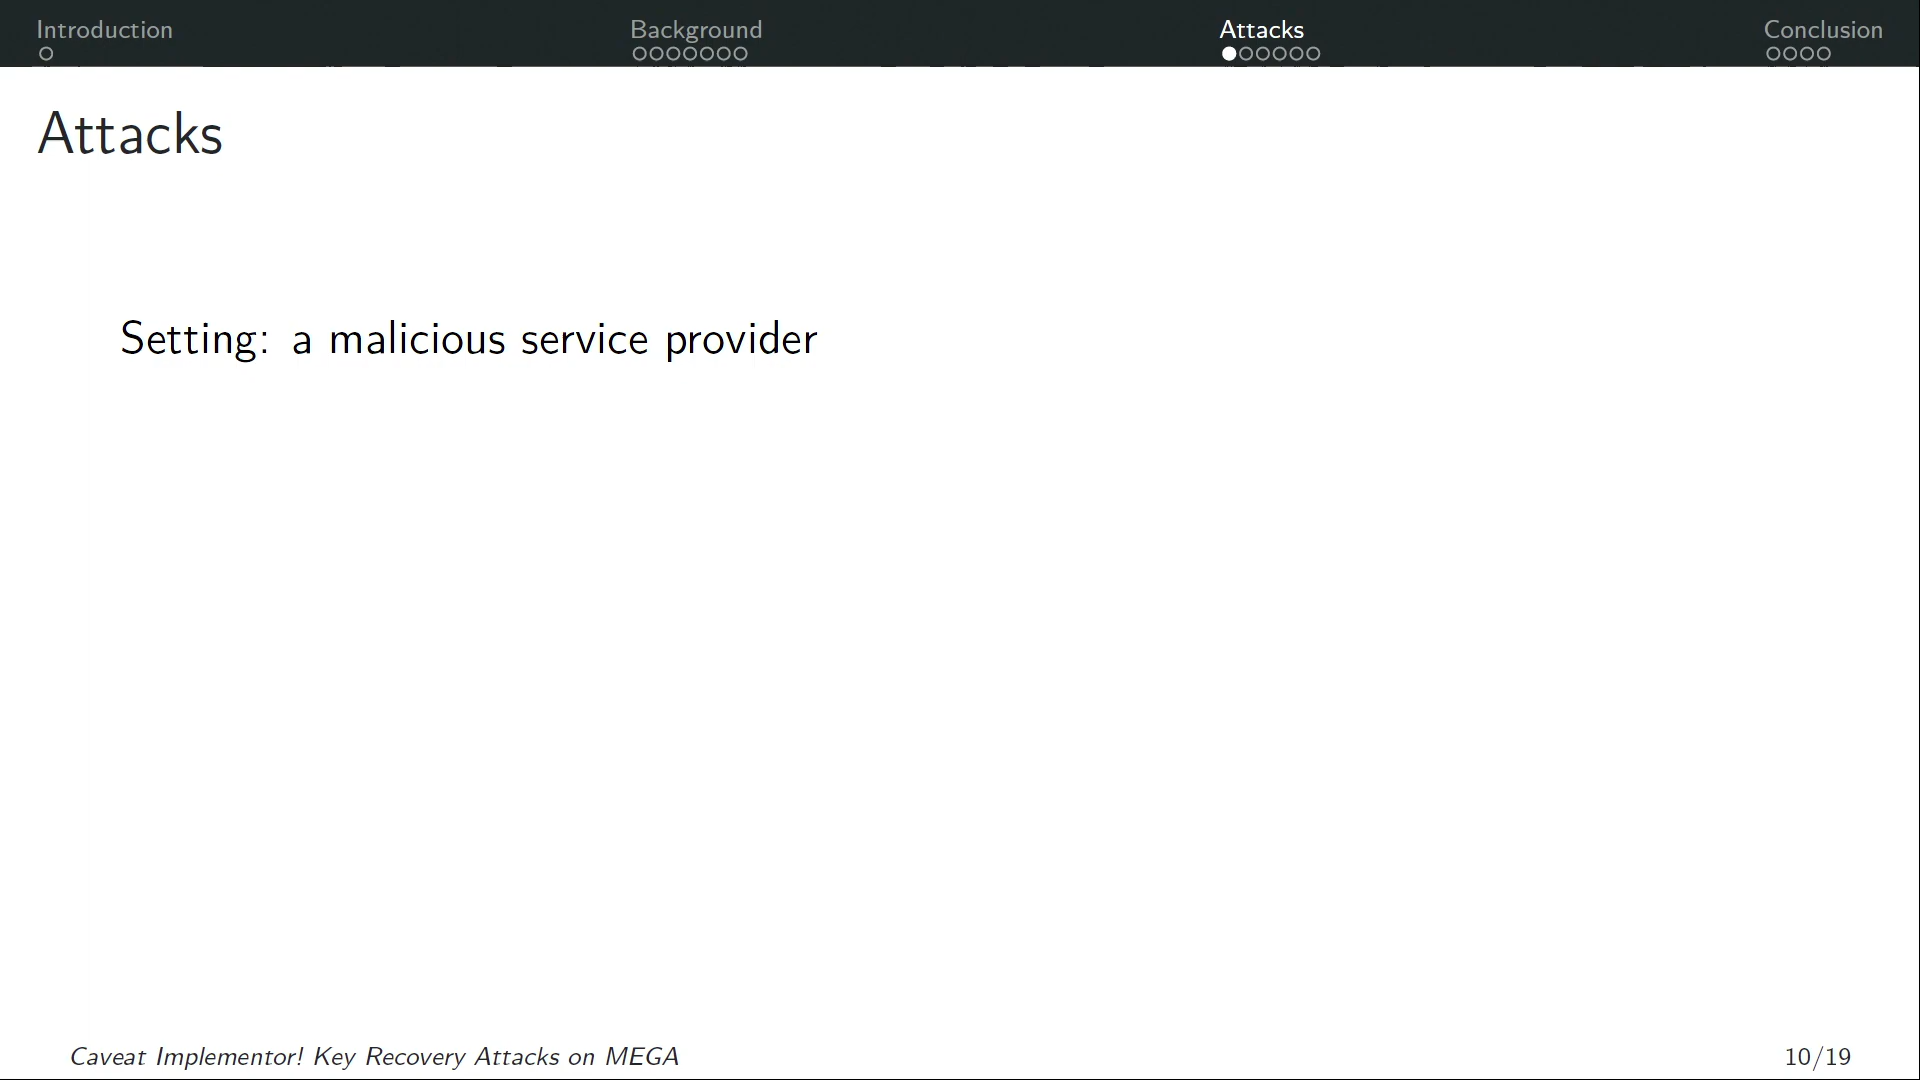 Introduction
Background
Attacks
Conclusion
Attacks
Setting: a malicious service provider
Caveat Implementor! Key Recovery Attacks on MEGA
10/19